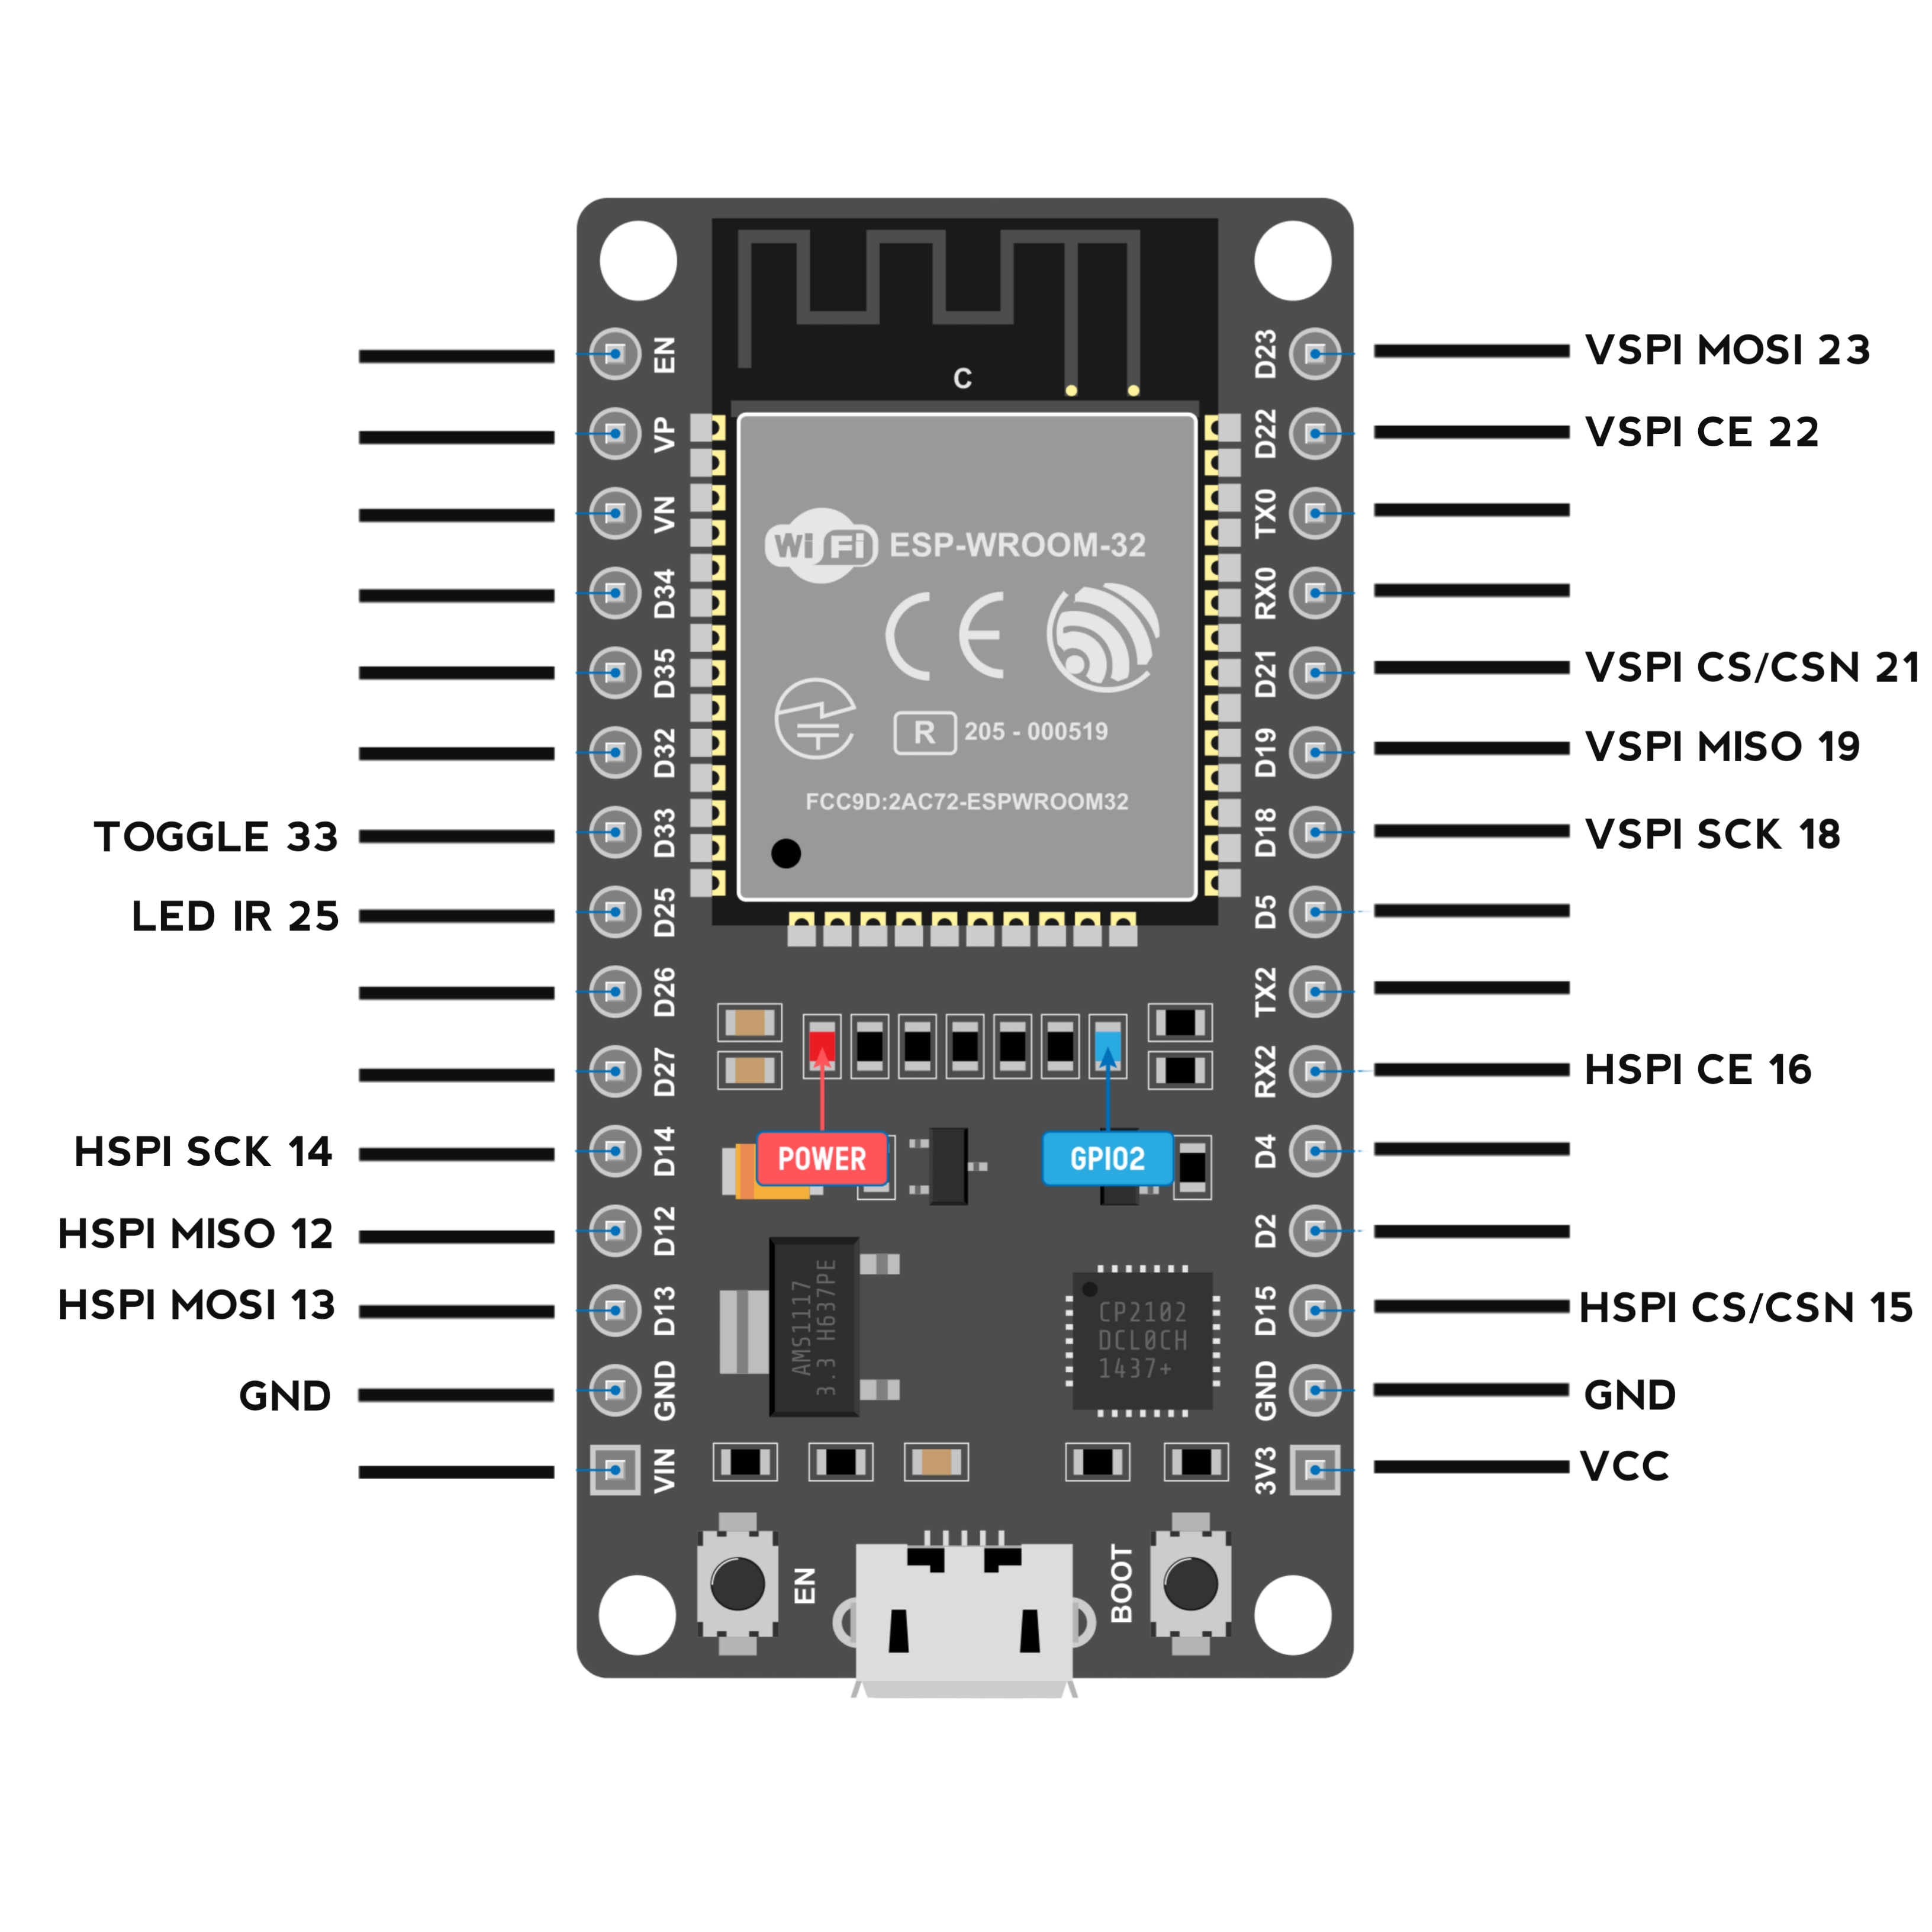 EN
VP
VN
D34
D35
D32
TOGGLE 33
D33
LED IR 25
D25
D26
D27
HSPI SCK 14
D14
HSPI MISO 12
D12
HSPI MOSI 13
D13
GND
GND
VIN
C
WiFi ESP-WROOM-32
CE
R 205 - 000519
FCC9D:2AC72-ESPWROOM32
POWER
GPIO2
AMS1117
3.3 H637PE
CP2102
DCL0CH
1437+
EN
BOOT
D23
VSPI MOSI 23
D22
VSPI CE 22
TX0
RX0
D21
VSPI CS/CSN 21
D19
VSPI MISO 19
D18
VSPI SCK 18
D5
TX2
RX2
HSPI CE 16
D4
D2
D15
HSPI CS/CSN 15
GND
GND
3V3
VCC